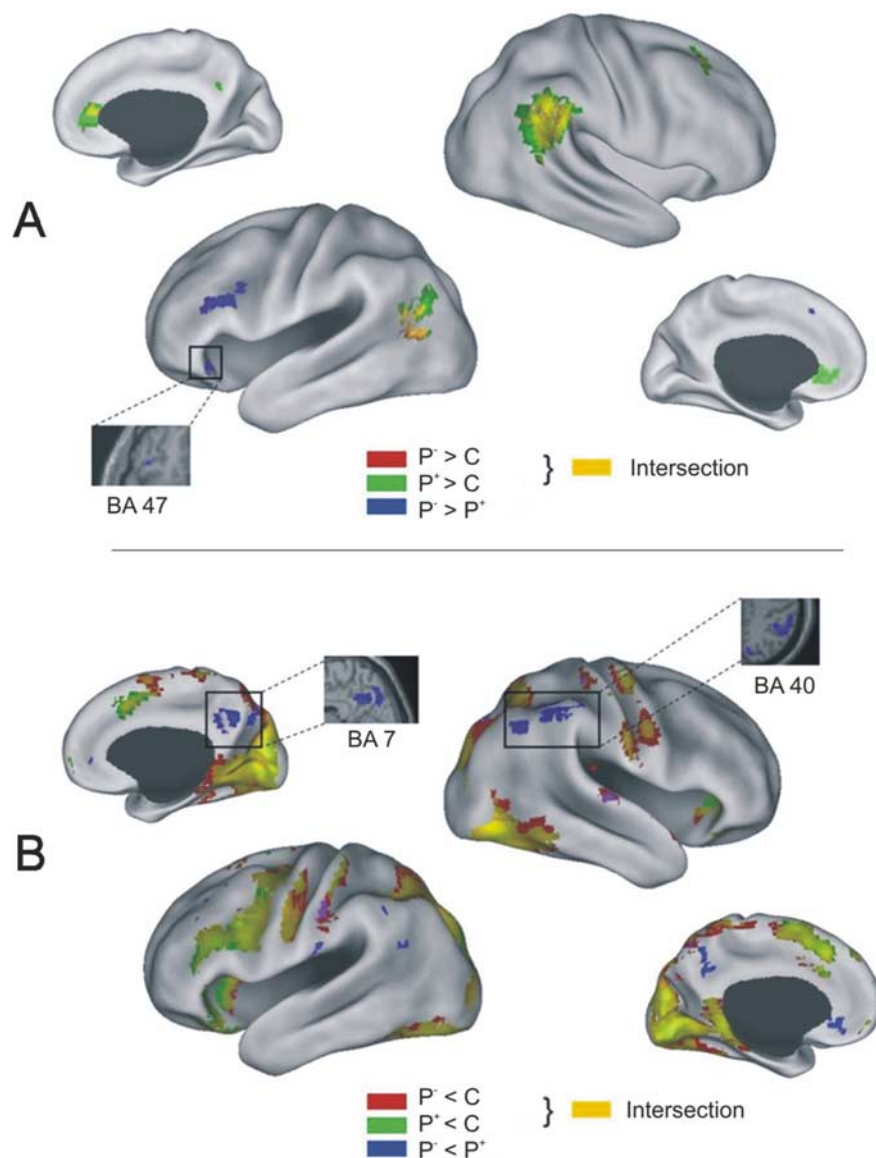 A
BA 47
P⁻ > C
P⁺ > C
P⁻ > P⁺
} Intersection
BA 7
BA 40
B
P⁻ < C
P⁺ < C
P⁻ < P⁺
} Intersection